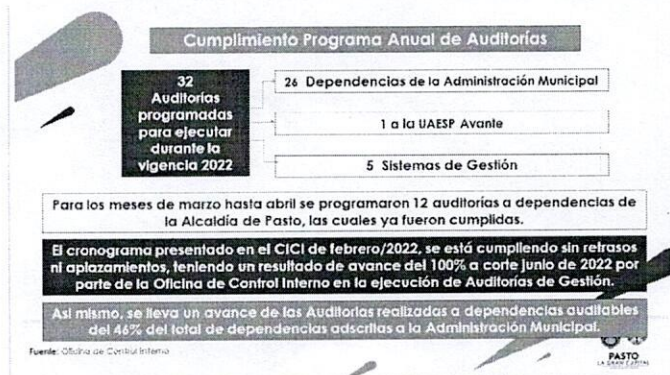 Cumplimiento Programa Anual de Auditorías
32
Auditorías
programadas
para ejecutar
durante la
vigencia 2022
26 Dependencias de la Administración Municipal
1 a la UAESP Avante
5 Sistemas de Gestión
Para los meses de marzo hasta abril se programaron 12 auditorías a dependencias de
la Alcaldía de Pasto, las cuales ya fueron cumplidas.
El cronograma presentado en el CICI de febrero/2022, se está cumpliendo sin retrasos
ni aplazamientos, teniendo un resultado de avance del 100% a corte junio de 2022 por
parte de la Oficina de Control Interno en la ejecución de Auditorías de Gestión.
Así mismo, se lleva un avance de las Auditorías realizadas a dependencias auditables
del 46% del total de dependencias adscritas a la Administración Municipal.
Fuente: Oficina de Control Interno
PASTO
LA GRAN CAPITAL